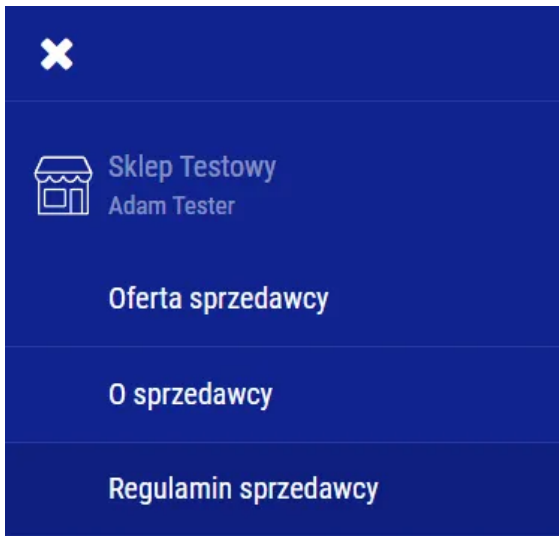 Sklep Testowy
Adam Tester
Oferta sprzedawcy
O sprzedawcy
Regulamin sprzedawcy